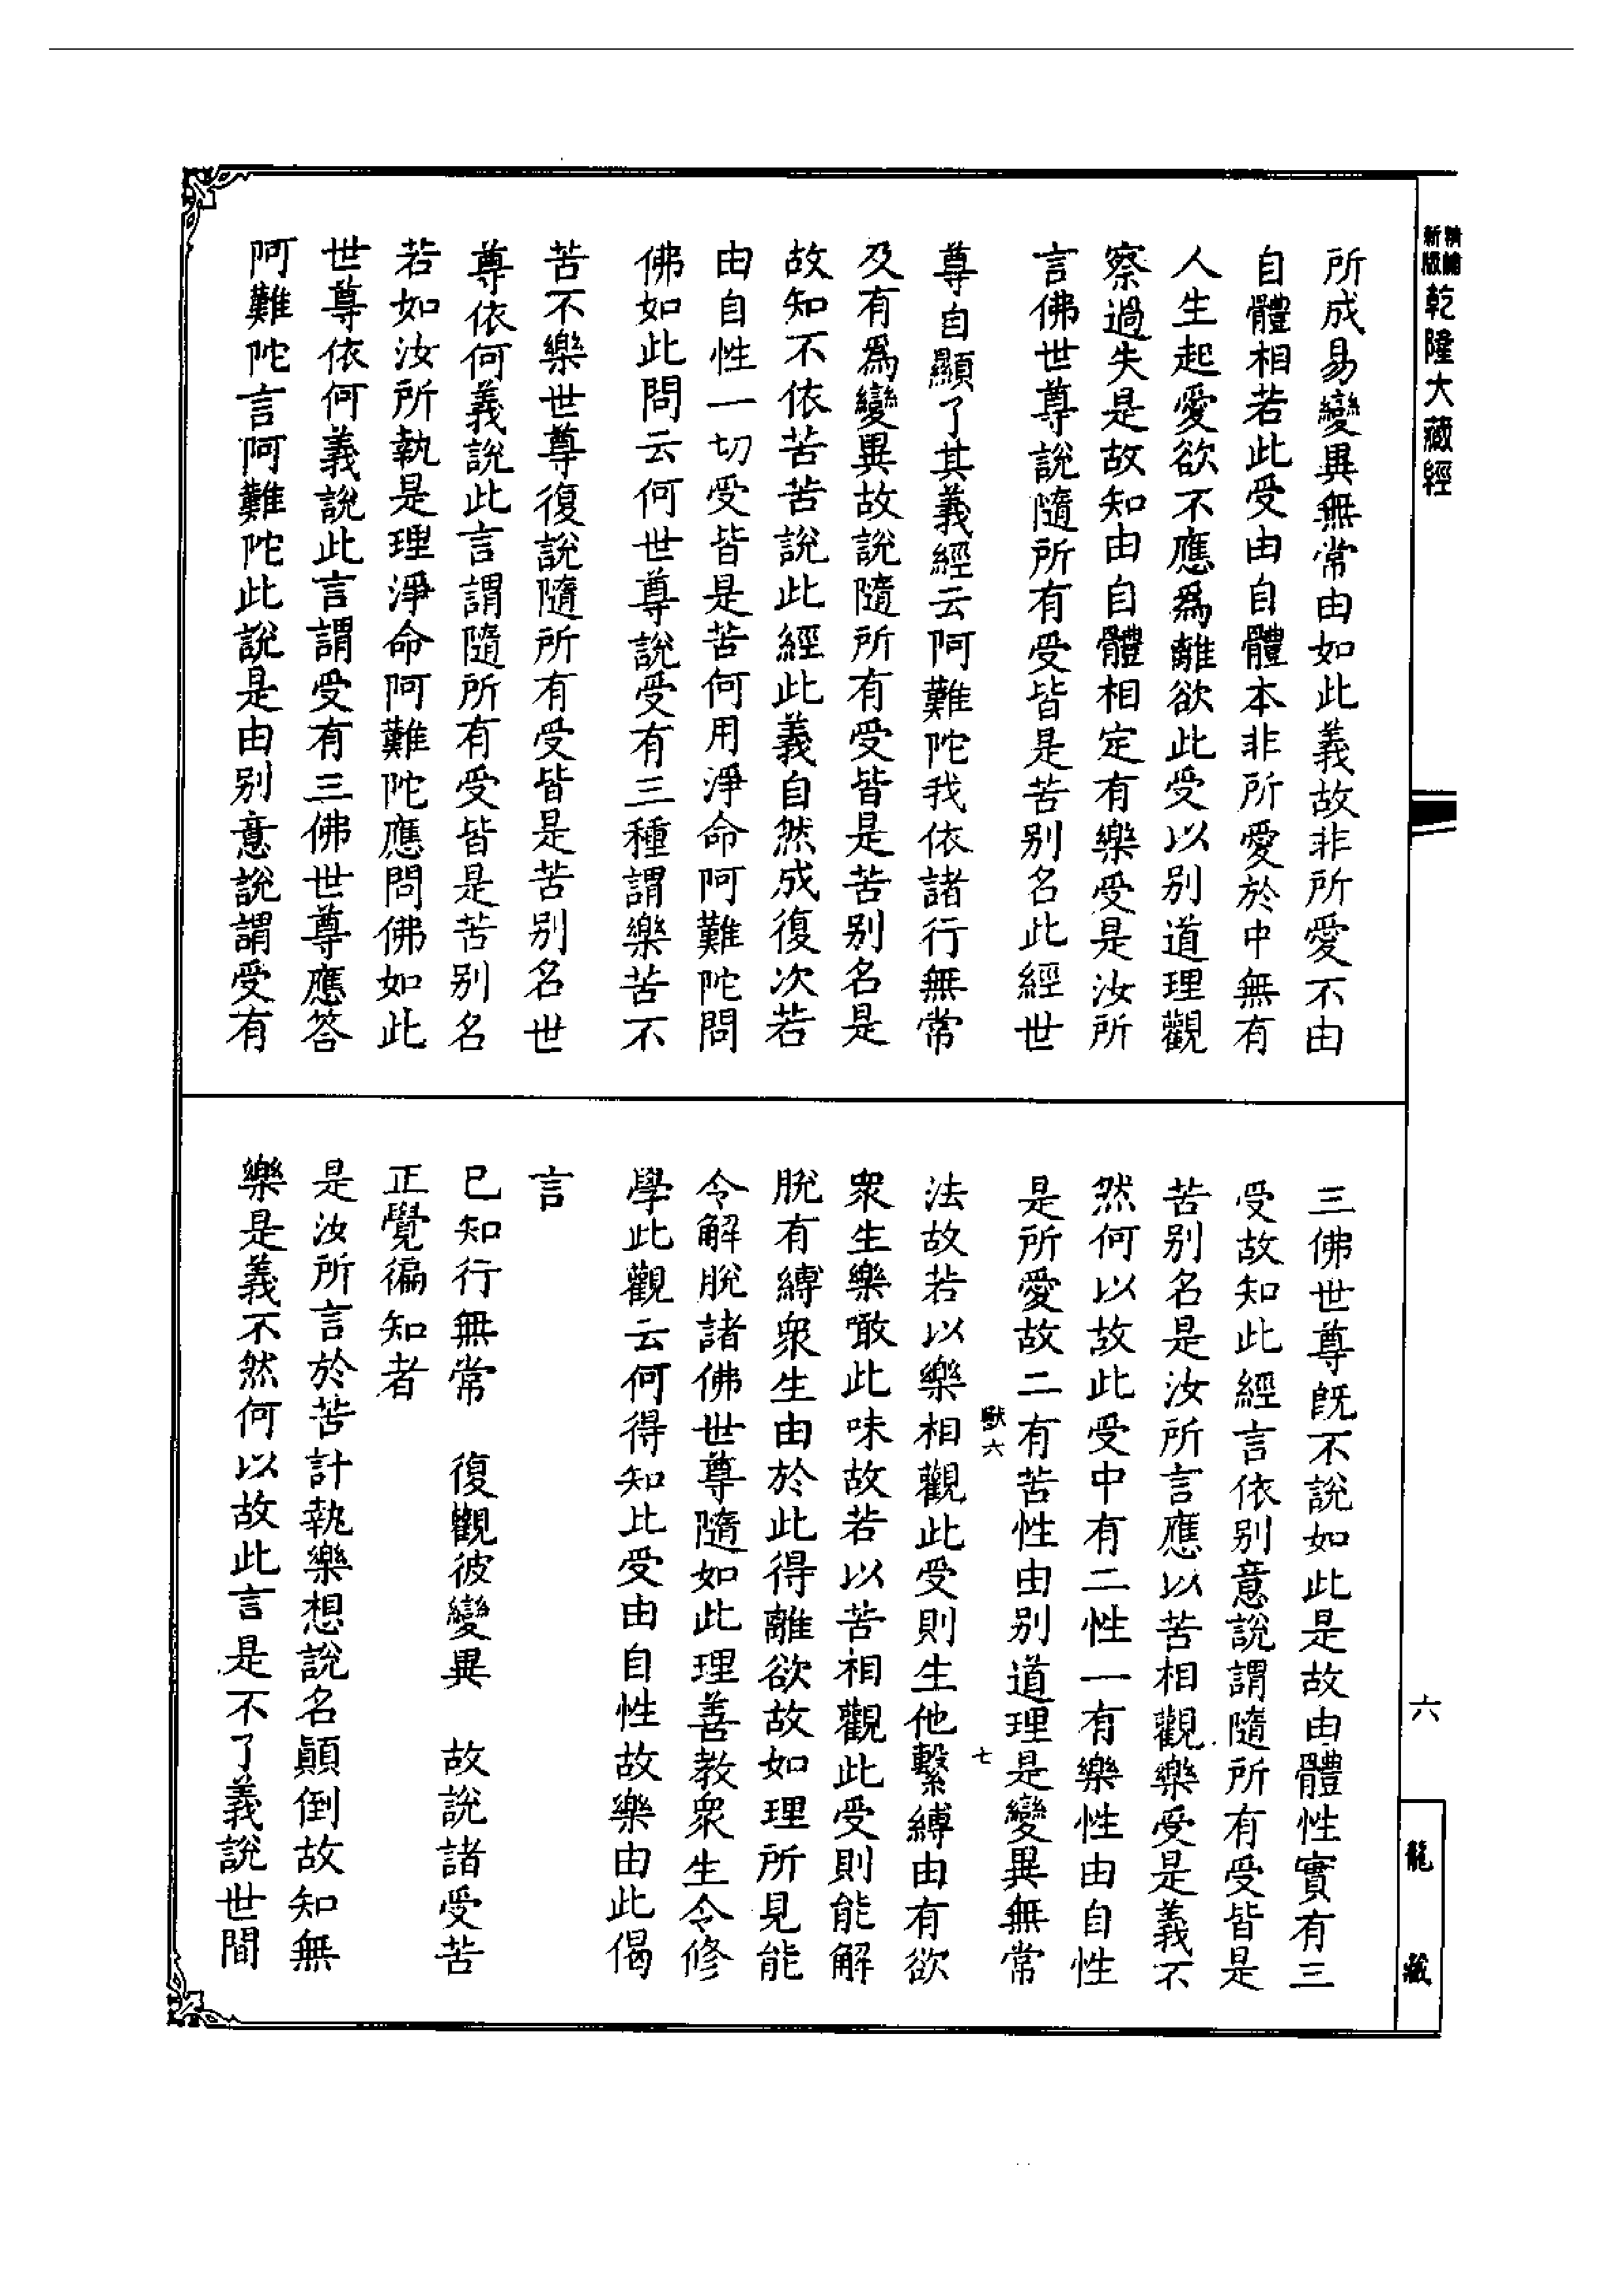 精編
新版
乾隆大藏經
所成易變異無常由如此義故非所愛不由
自體相若此受由自體本非所愛於中無有
人生起愛欲不應爲離欲此受以别道理觀
察過失是故知由自體相定有樂受是汝所
言佛世尊說隨所有受皆是苦别名此經世
尊自顯了其義經云阿難陀我依諸行無常
及有爲變異故說隨所有受皆是苦别名是
故知不依苦苦說此經此義自然成復次若
由自性一切受皆是苦何用淨命阿難陀問
佛如此問云何世尊說受有三種謂樂苦不
苦不樂世尊復說隨所有受皆是苦别名世
尊依何義說此言謂隨所有受皆是苦别名
若如汝所執是理淨命阿難陀應問佛如此
世尊依何義說此言謂受有三佛世尊應答
阿難陀言阿難陀此說是由别意說謂受有
三佛世尊既不說如此是故由體性實有三
受故知此經言依别意說謂隨所有受皆是
苦别名是汝所言應以苦相觀樂受是義不
然何以故此受中有二性一有樂性由自性
是所愛故二有苦性由别道理是變異無常
獸六
七
法故若以樂相觀此受則生他繫縛由有欲
衆生樂噉此味故若以苦相觀此受則能解
脫有縛衆生由於此得離欲故如理所見能
令解脫諸佛世尊隨如此理善教衆生令修
學此觀云何得知此受由自性故樂由此偈
言
已知行無常　復觀彼變異　故說諸受苦
正覺徧知者
是汝所言於苦計執樂想說名顛倒故知無
樂是義不然何以故此言是不了義說世間
六
龍藏